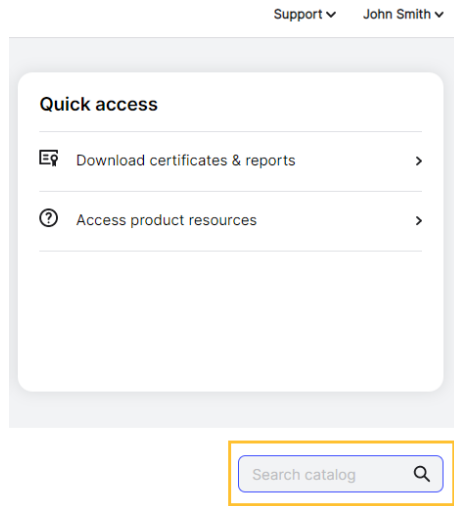 Support John Smith
Quick access
Download certificates & reports
Access product resources
Search catalog